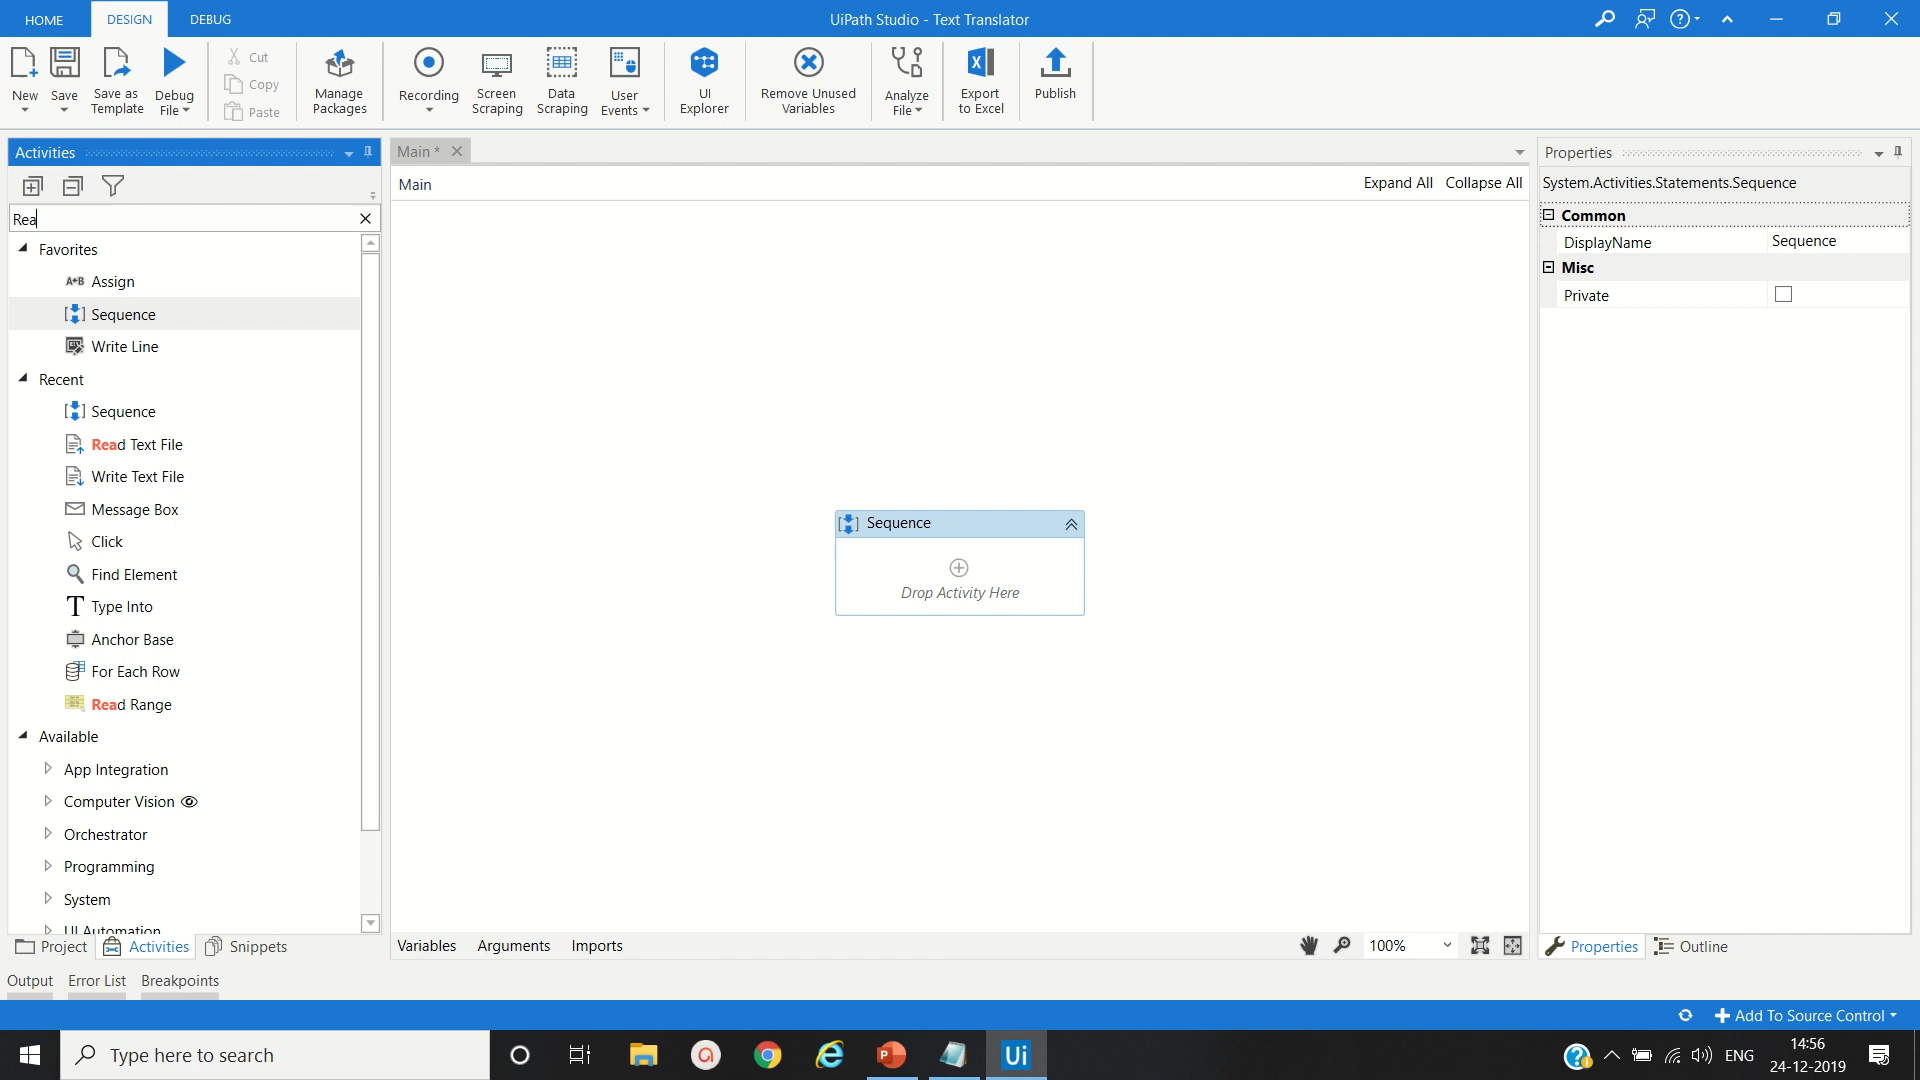 HOME
DESIGN
DEBUG
UiPath Studio - Text Translator
New
Save
Save as Template
Debug File
Cut
Copy
Paste
Manage Packages
Recording
Screen Scraping
Data Scraping
User Events
UI Explorer
Remove Unused Variables
Analyze File
Export to Excel
Publish
Activities
Rea
Favorites
Assign
Sequence
Write Line
Recent
Sequence
Read Text File
Write Text File
Message Box
Click
Find Element
Type Into
Anchor Base
For Each Row
Read Range
Available
App Integration
Computer Vision
Orchestrator
Programming
System
UI Automation
Project
Activities
Snippets
Main *
Main
Expand All
Collapse All
Sequence
Drop Activity Here
Variables
Arguments
Imports
100%
Properties
System.Activities.Statements.Sequence
Common
DisplayName
Sequence
Misc
Private
Properties
Outline
Output
Error List
Breakpoints
Add To Source Control
Type here to search
Ui
ENG
14:56
24-12-2019